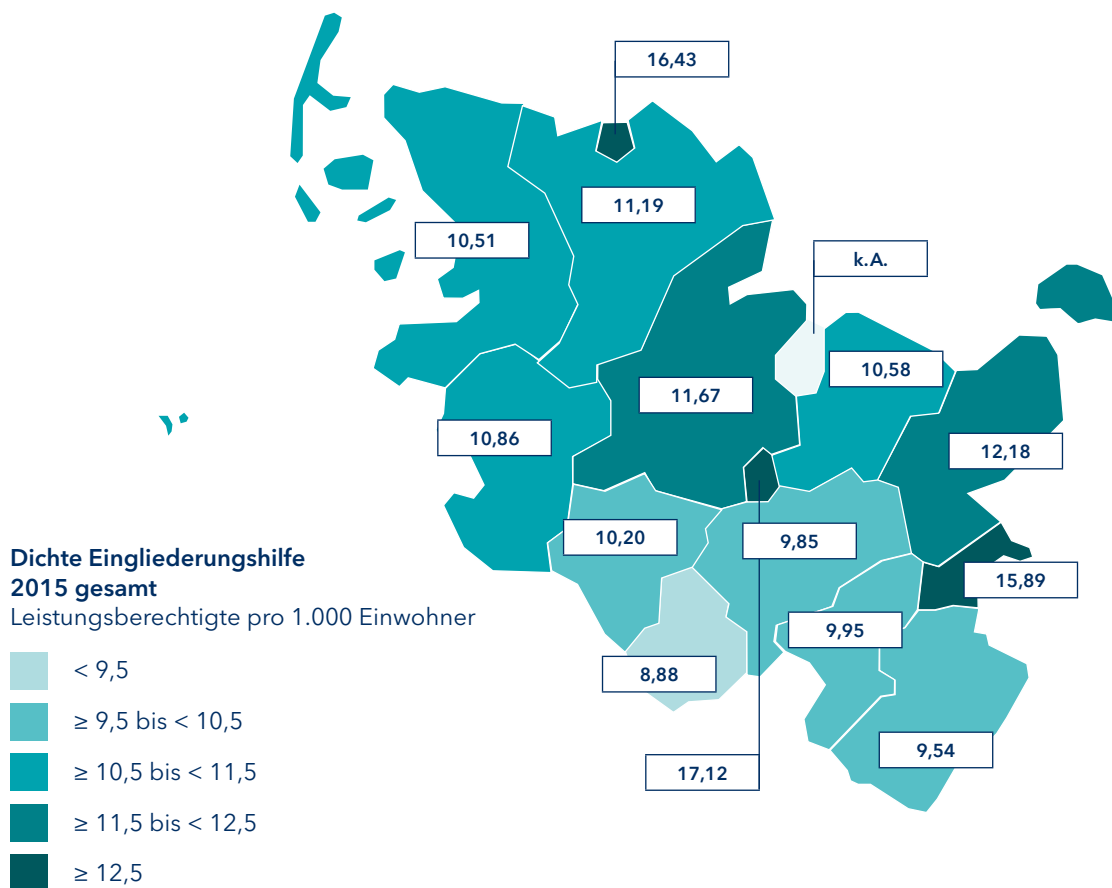 16,43
11,19
10,51
k.A.
10,58
11,67
10,86
12,18
10,20
9,85
Dichte Eingliederungshilfe
2015 gesamt
Leistungsberechtigte pro 1.000 Einwohner
15,89
9,95
8,88
9,54
17,12
< 9,5
≥ 9,5 bis < 10,5
≥ 10,5 bis < 11,5
≥ 11,5 bis < 12,5
≥ 12,5